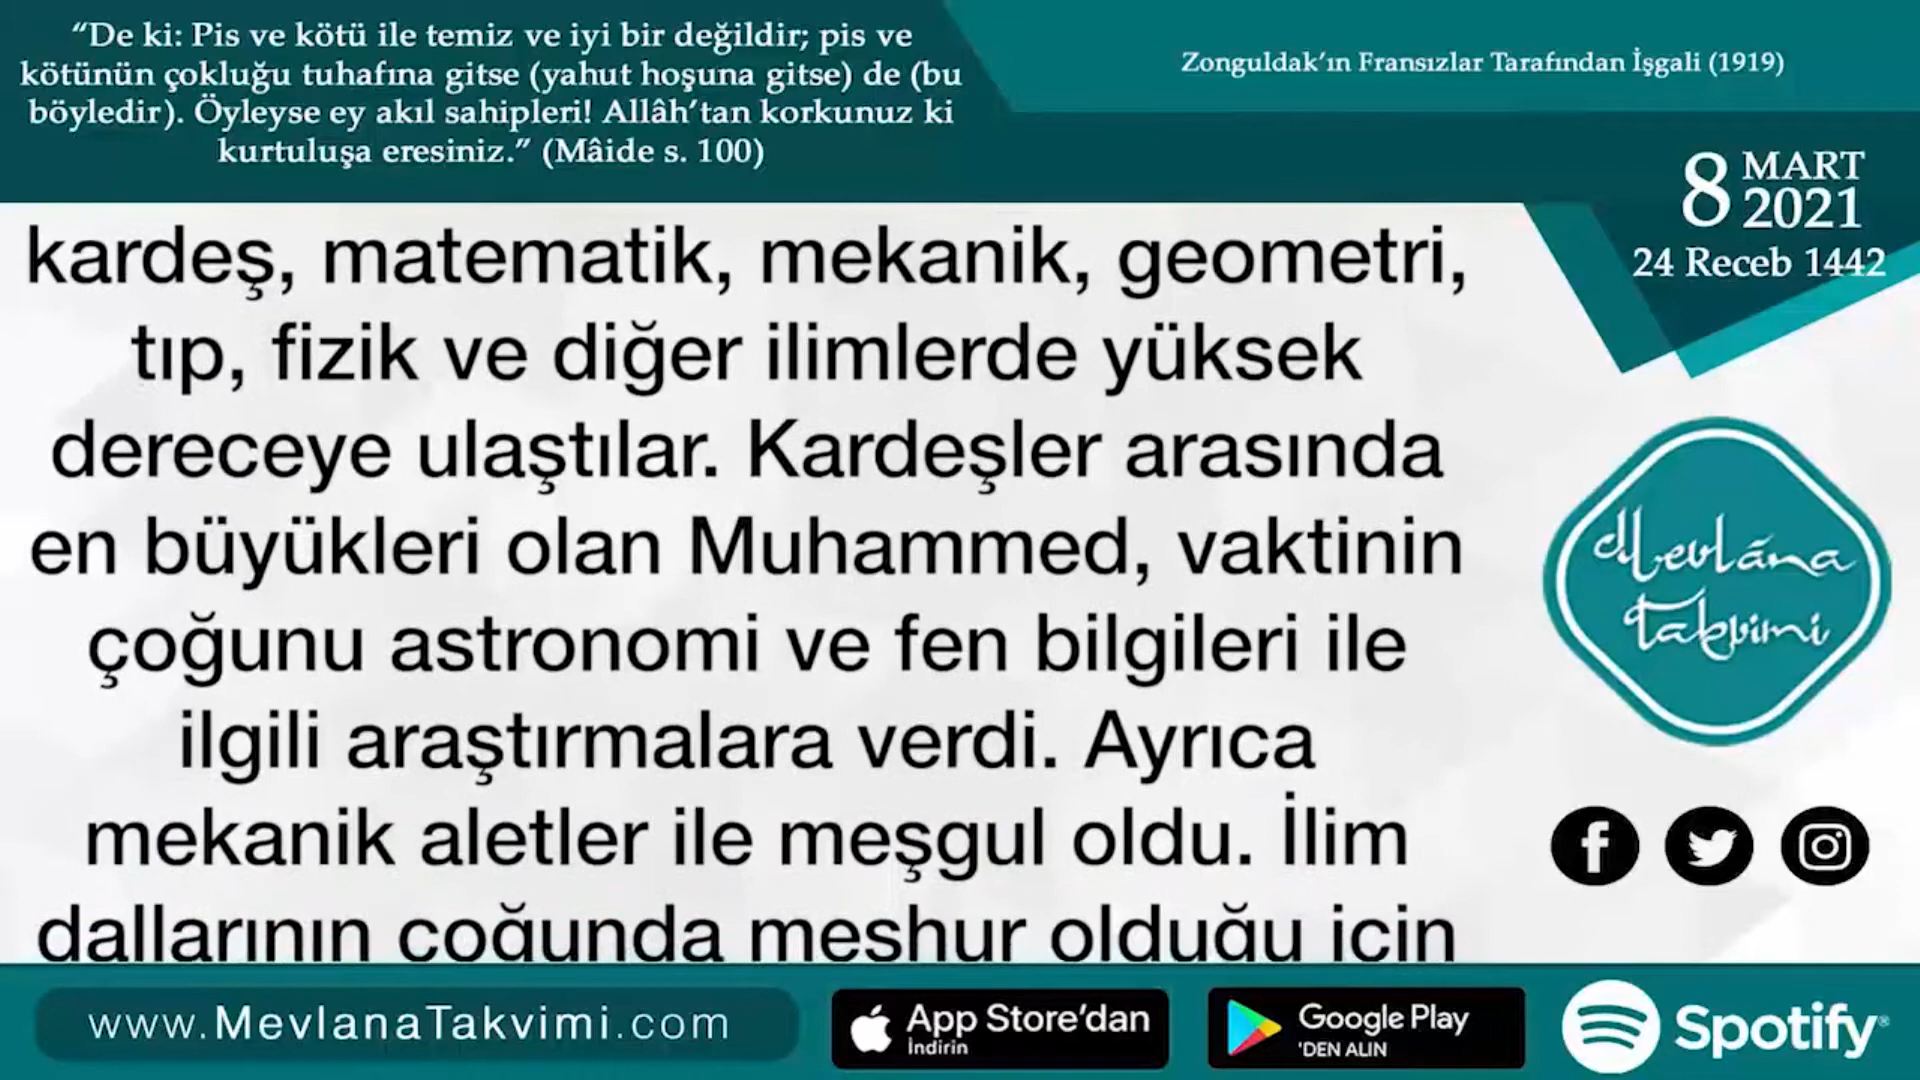 “De ki: Pis ve kötü ile temiz ve iyi bir değildir; pis ve
kötünün çokluğu tuhafına gitse (yahut hoşuna gitse) de (bu
böyledir). Öyleyse ey akıl sahipleri! Allâh’tan korkunuz ki
kurtuluşa eresiniz.” (Mâide s. 100)
Zonguldak’ın Fransızlar Tarafından İşgali (1919)
8 MART
2021
24 Receb 1442
kardeş, matematik, mekanik, geometri,
tıp, fizik ve diğer ilimlerde yüksek
dereceye ulaştılar. Kardeşler arasında
en büyükleri olan Muhammed, vaktinin
çoğunu astronomi ve fen bilgileri ile
ilgili araştırmalara verdi. Ayrıca
mekanik aletler ile meşgul oldu. İlim
dallarının çoğunda meşhur olduğu için
Mevlâna
Takvimi
www.MevlanaTakvimi.com
App Store’dan
İndirin
Google Play
'DEN ALIN
Spotify®